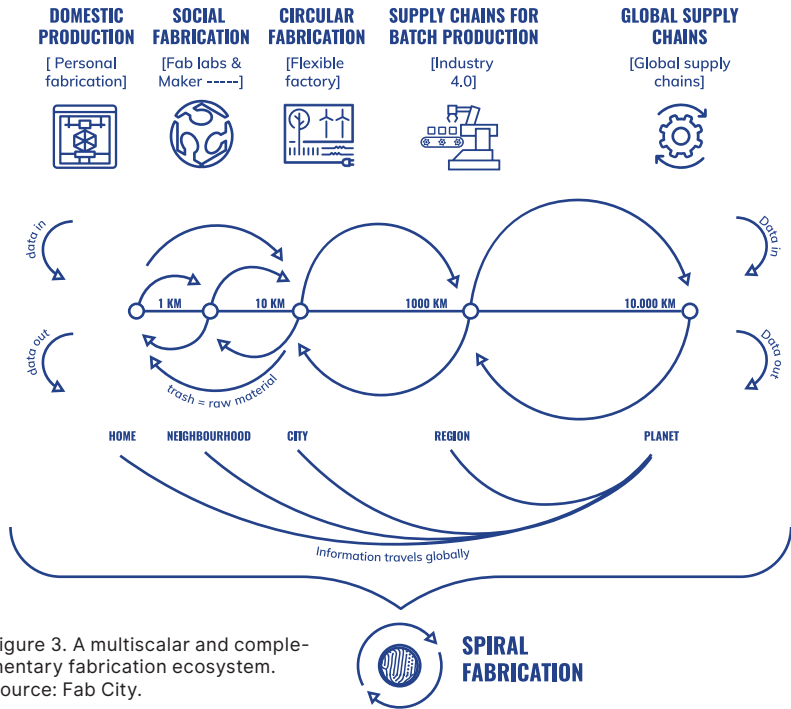 DOMESTIC
PRODUCTION
[ Personal
fabrication]
SOCIAL
FABRICATION
[Fab labs &
Maker -----]
CIRCULAR
FABRICATION
[Flexible
factory]
SUPPLY CHAINS FOR
BATCH PRODUCTION
[Industry
4.0]
GLOBAL SUPPLY
CHAINS
[Global supply
chains]
data in
Data in
1 KM
10 KM
1000 KM
10.000 KM
data out
Data out
trash = raw material
HOME
NEIGHBOURHOOD
CITY
REGION
PLANET
Information travels globally
igure 3. A multiscalar and comple-
mentary fabrication ecosystem.
ource: Fab City.
SPIRAL
FABRICATION